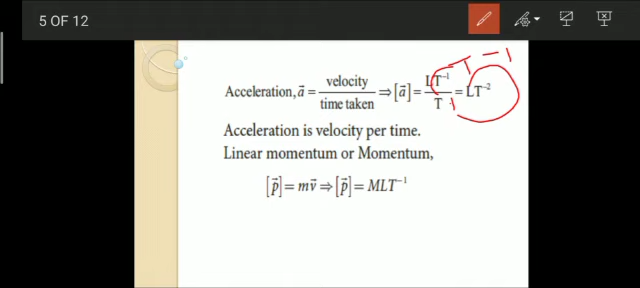 5 OF 12
T −1
Acceleration, a⃗ = velocity / time taken ⇒ [a⃗] = LT⁻¹ / T = LT⁻²
Acceleration is velocity per time.
Linear momentum or Momentum,
[p⃗] = mv⃗ ⇒ [p⃗] = MLT⁻¹